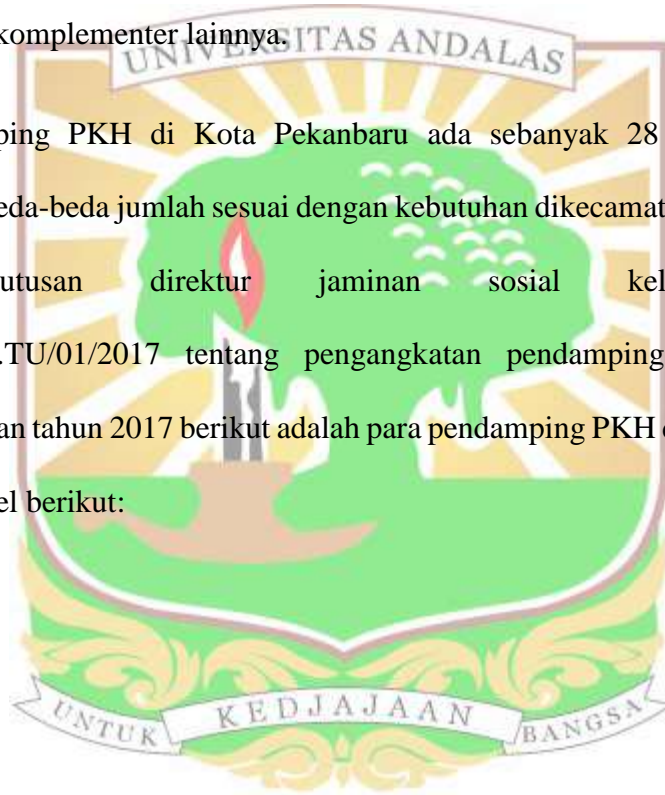 komplementer lainnya.
UNIVERSITAS ANDALAS
ping PKH di Kota Pekanbaru ada sebanyak 28
eda-beda jumlah sesuai dengan kebutuhan dikecamat
utusan direktur jaminan sosial kel
.TU/01/2017 tentang pengangkatan pendamping
an tahun 2017 berikut adalah para pendamping PKH
el berikut:
UNTUK KEDJAJAAN BANGSA